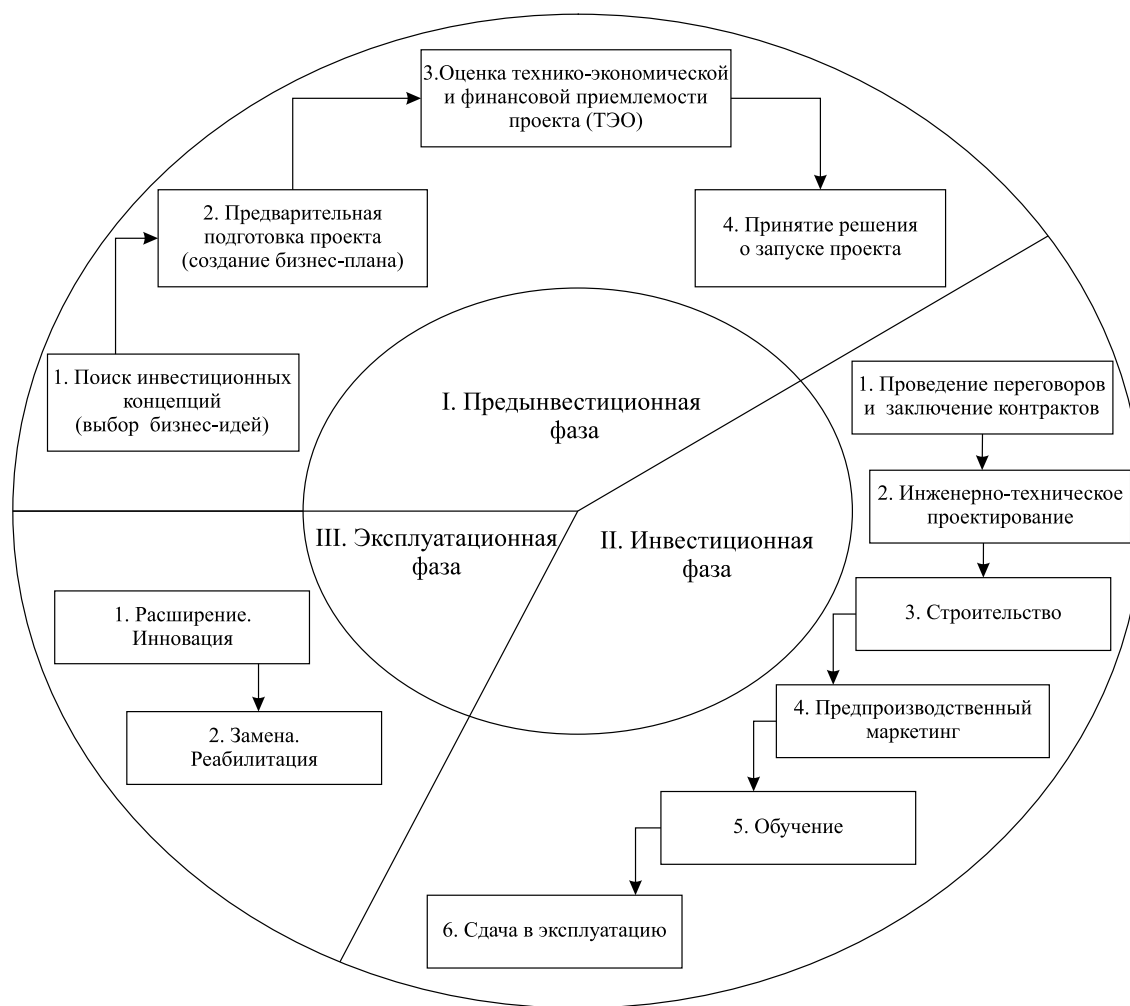 3.Оценка технико-экономической
и финансовой приемлемости
проекта (ТЭО)
2. Предварительная
подготовка проекта
(создание бизнес-плана)
4. Принятие решения
о запуске проекта
1. Поиск инвестиционных
концепций
(выбор бизнес-идей)
I. Предынвестиционная
фаза
1. Проведение переговоров
и заключение контрактов
2. Инженерно-техническое
проектирование
III. Эксплуатационная
фаза
II. Инвестиционная
фаза
3. Строительство
1. Расширение.
Инновация
4. Предпроизводственный
маркетинг
2. Замена.
Реабилитация
5. Обучение
6. Сдача в эксплуатацию